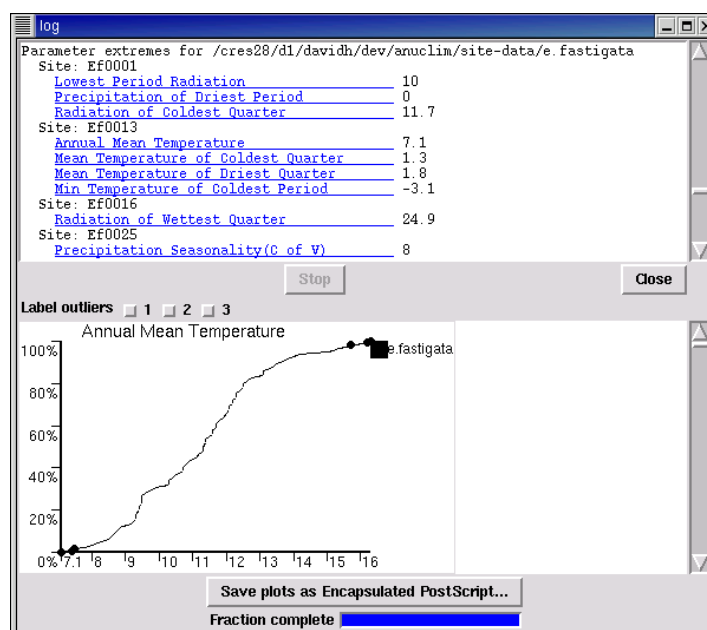 log
Parameter extremes for /cres28/d1/davidh/dev/anuclim/site-data/e.fastigata
Site: Ef0001
Lowest Period Radiation 10
Precipitation of Driest Period 0
Radiation of Coldest Quarter 11.7
Site: Ef0013
Annual Mean Temperature 7.1
Mean Temperature of Coldest Quarter 1.3
Mean Temperature of Driest Quarter 1.8
Min Temperature of Coldest Period -3.1
Site: Ef0016
Radiation of Wettest Quarter 24.9
Site: Ef0025
Precipitation Seasonality(C of V) 8
Stop Close
Label outliers 1 2 3
Annual Mean Temperature
100%
e.fastigata
80%
60%
40%
20%
0% 7.1 8 9 10 11 12 13 14 15 16
Save plots as Encapsulated PostScript...
Fraction complete